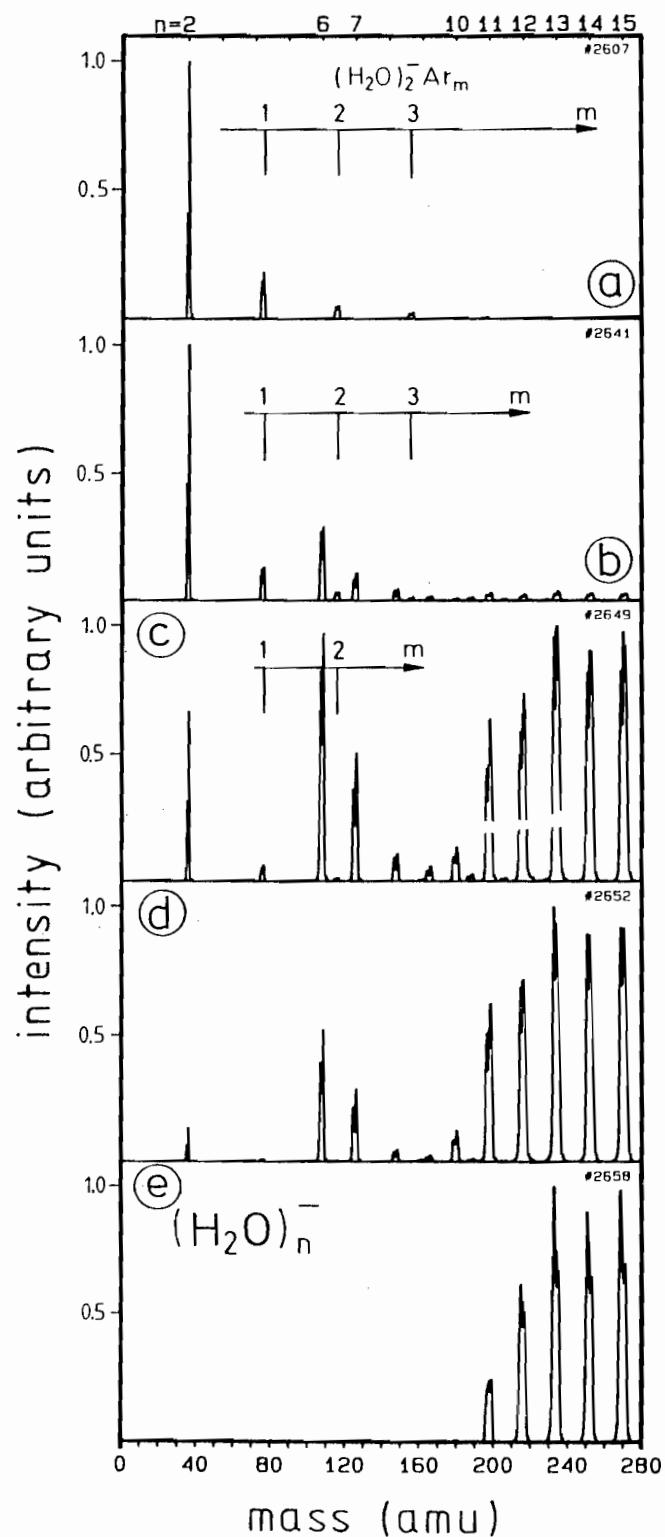 n=2 6 7 10 11 12 13 14 15
#2607
(H₂O)₂⁻Arₘ
1 2 3 m
1.0
0.5
a
#2641
1.0
1 2 3 m
0.5
b
c
#2649
1.0
1 2 m
0.5
d
#2652
1.0
0.5
e
#2658
1.0
(H₂O)ₙ⁻
0.5
0 40 80 120 160 200 240 280
mass (amu)
intensity (arbitrary units)